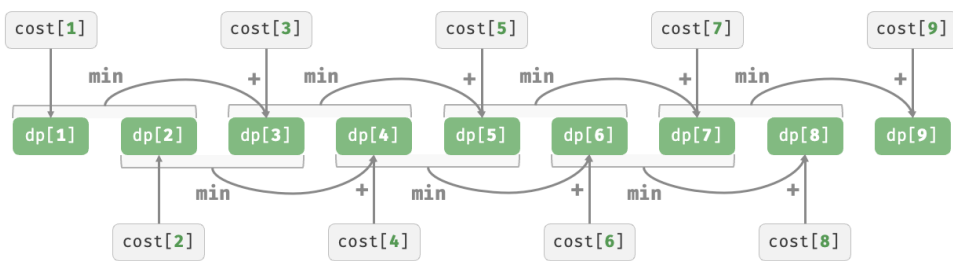 cost[1] cost[3] cost[5] cost[7] cost[9]
min + min + min + min +
dp[1] dp[2] dp[3] dp[4] dp[5] dp[6] dp[7] dp[8] dp[9]
min + min + min +
cost[2] cost[4] cost[6] cost[8]